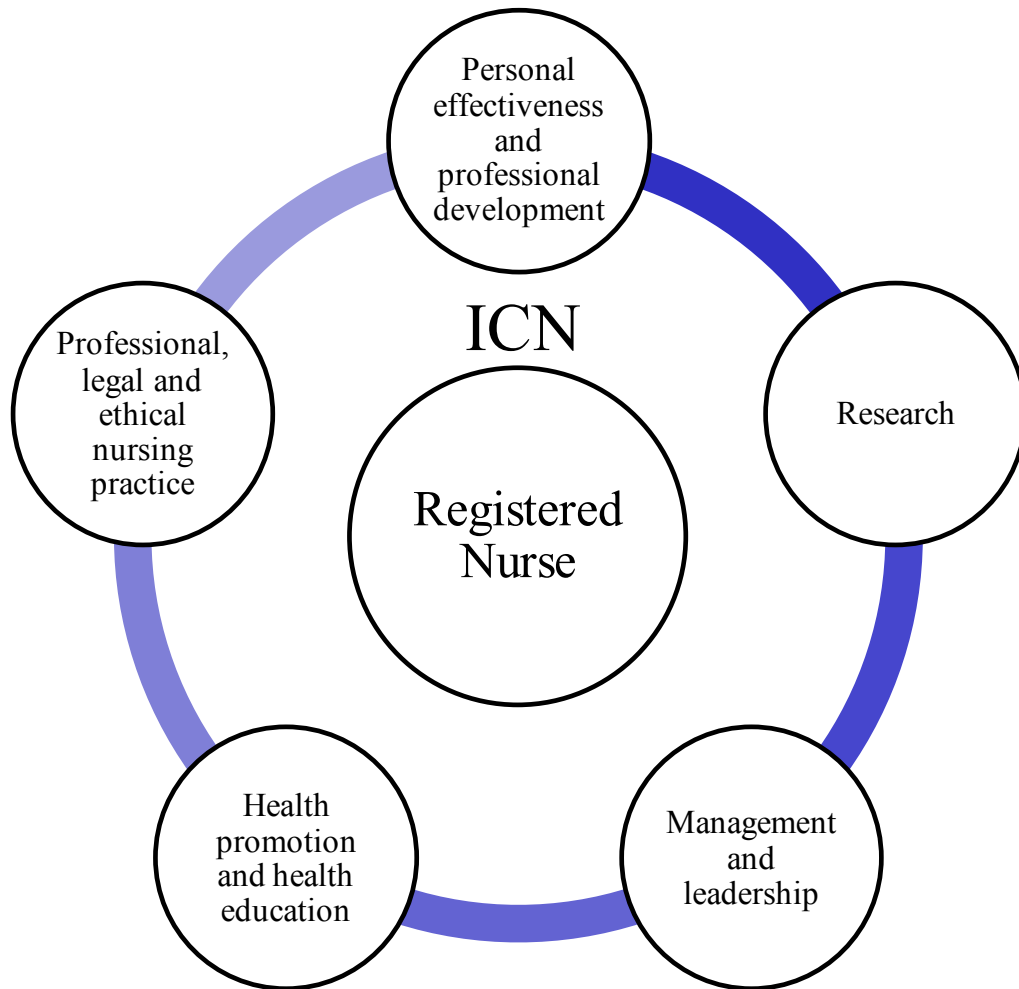 Personal
effectiveness
and
professional
development
ICN
Professional,
legal and
ethical
nursing
practice
Research
Registered
Nurse
Health
promotion
and health
education
Management
and
leadership